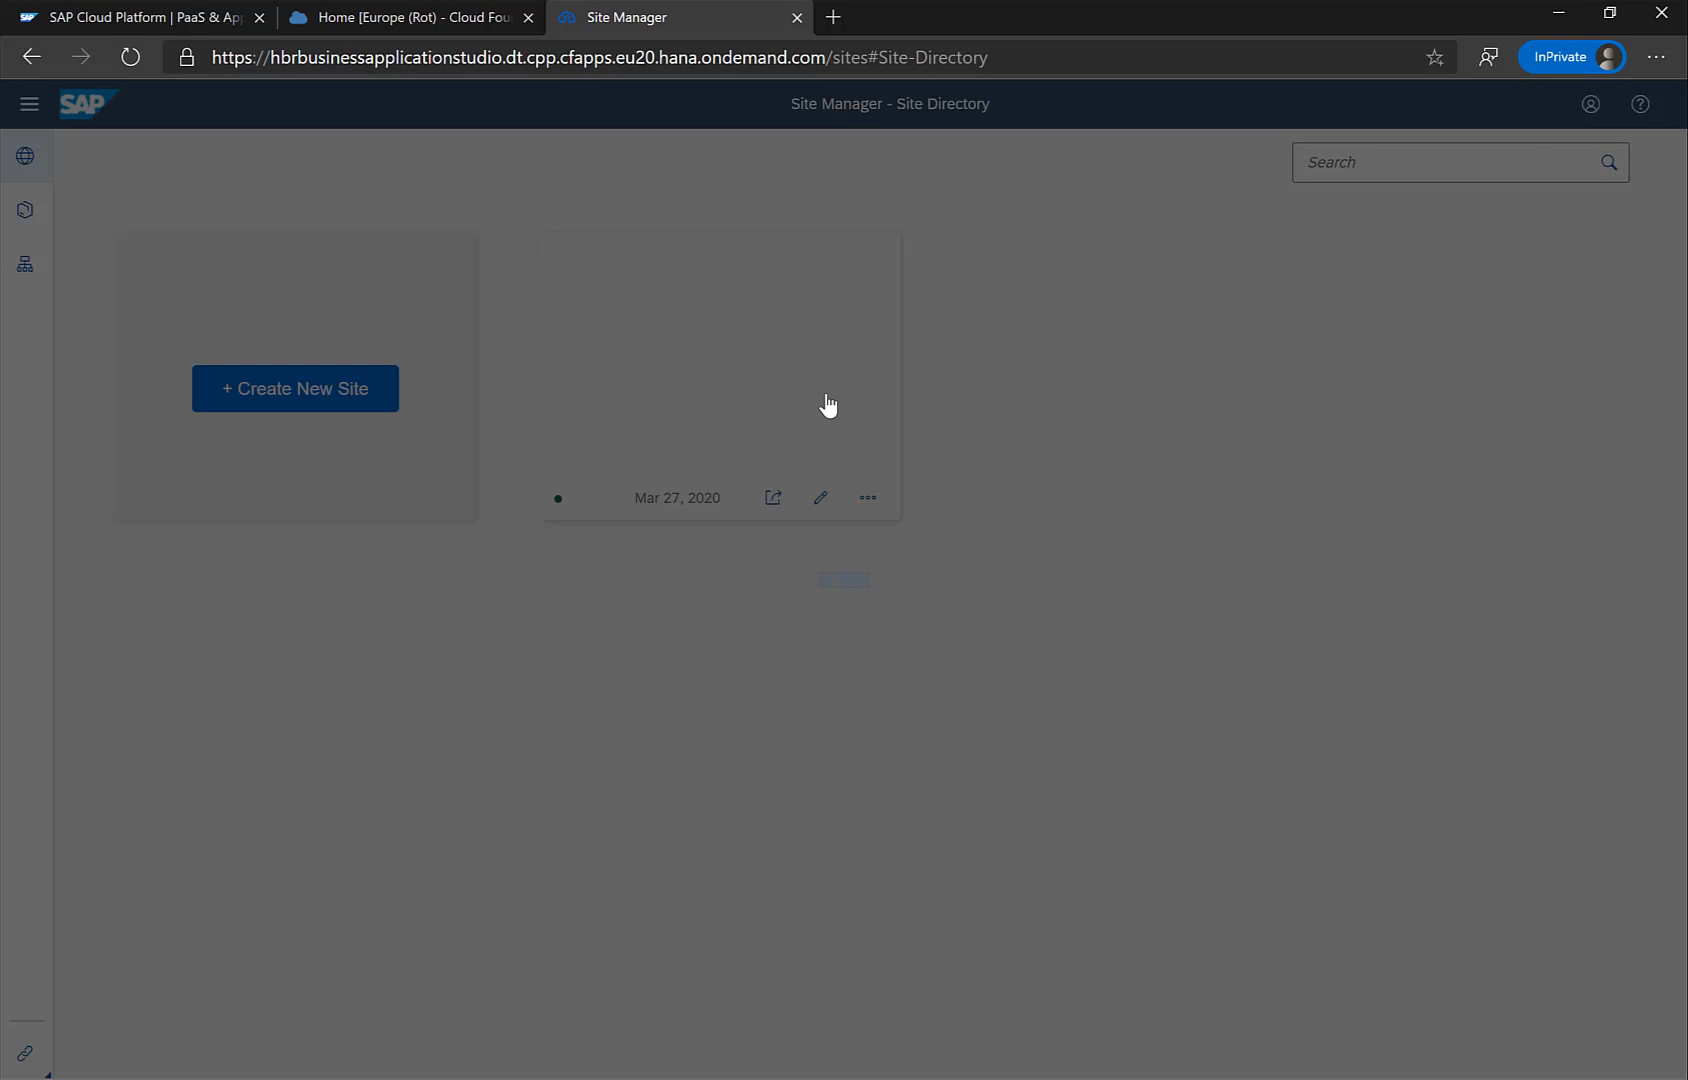 SAP Cloud Platform | PaaS & Ap
Home [Europe (Rot) - Cloud Fou
Site Manager
https://hbrbusinessapplicationstudio.dt.cpp.cfapps.eu20.hana.ondemand.com/sites#Site-Directory
InPrivate
SAP
Site Manager - Site Directory
Search
+ Create New Site
Mar 27, 2020